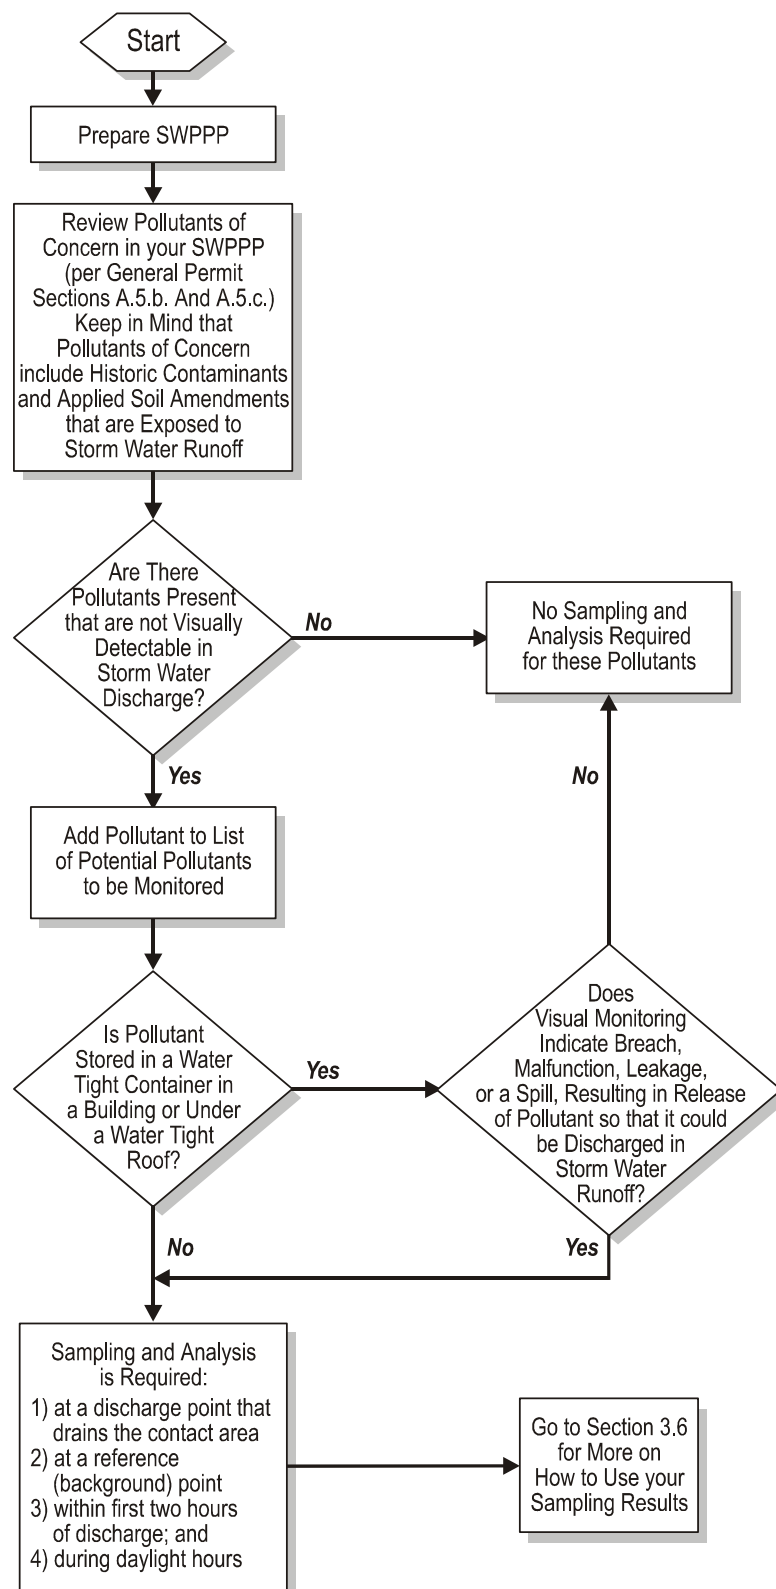 Start
Prepare SWPPP
Review Pollutants of
Concern in your SWPPP
(per General Permit
Sections A.5.b. And A.5.c.)
Keep in Mind that
Pollutants of Concern
include Historic Contaminants
and Applied Soil Amendments
that are Exposed to
Storm Water Runoff
Are There
Pollutants Present
that are not Visually
Detectable in
Storm Water
Discharge?
No
No Sampling and
Analysis Required
for these Pollutants
Yes
No
Add Pollutant to List
of Potential Pollutants
to be Monitored
Is Pollutant
Stored in a Water
Tight Container in
a Building or Under
a Water Tight
Roof?
Yes
Does
Visual Monitoring
Indicate Breach,
Malfunction, Leakage,
or a Spill, Resulting in Release
of Pollutant so that it could
be Discharged in
Storm Water
Runoff?
No
Yes
Sampling and Analysis
is Required:
1) at a discharge point that
drains the contact area
2) at a reference
(background) point
3) within first two hours
of discharge; and
4) during daylight hours
Go to Section 3.6
for More on
How to Use your
Sampling Results